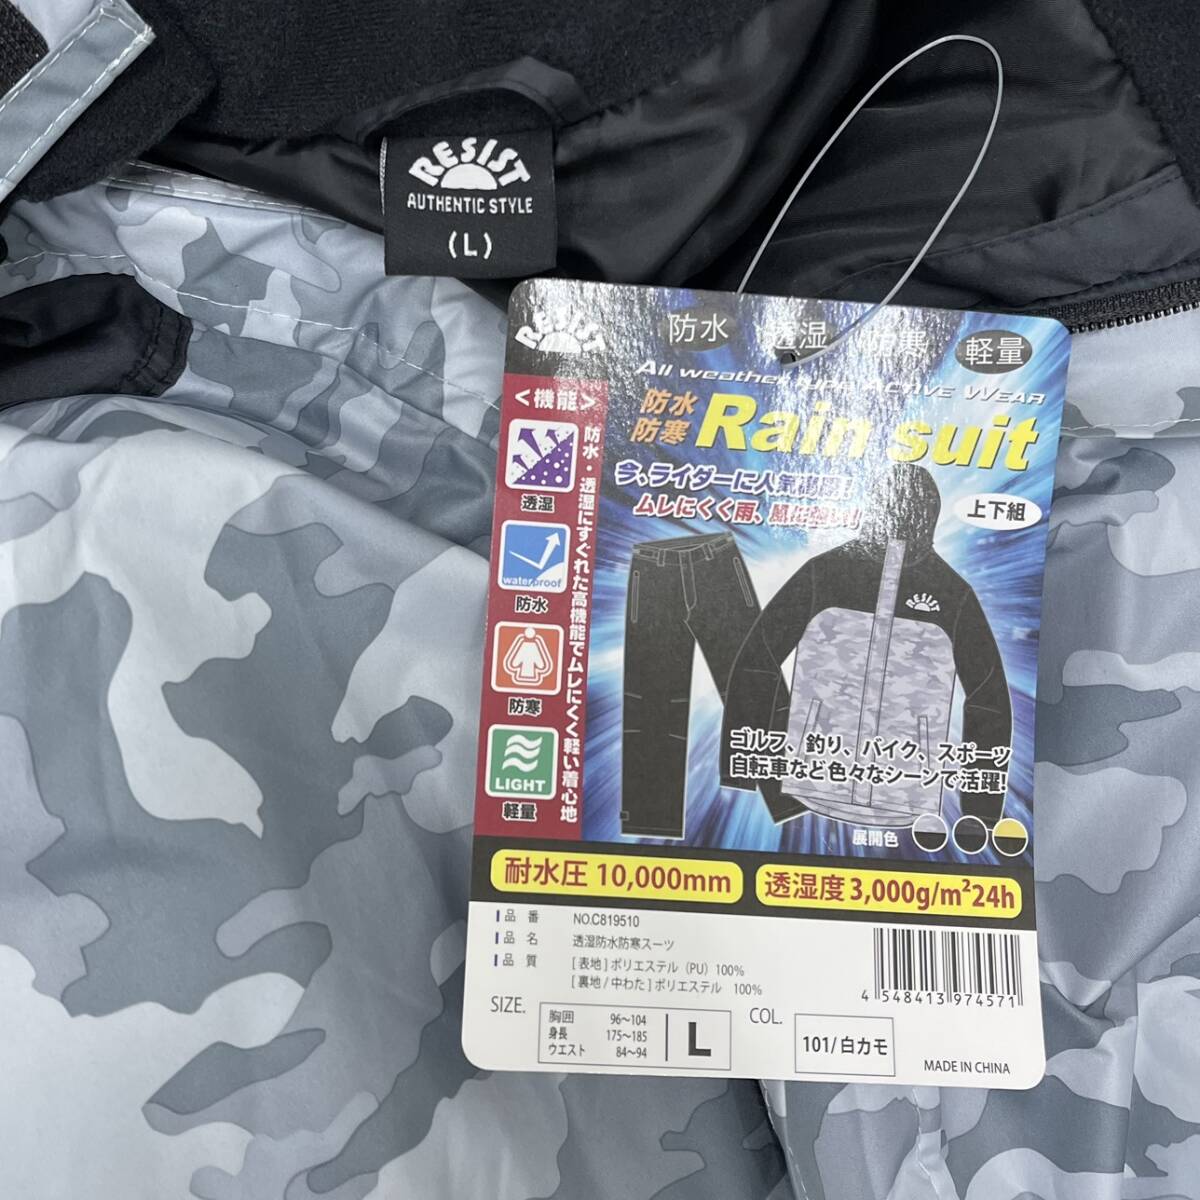 RESIST
AUTHENTIC STYLE
(L)
RESIST
防水 透湿 防寒 軽量
All weather type ACTIVE WEAR
防水
防寒
Rain suit
今、ライダーに人気
ムレにくく雨、風に強い!
上下組
<機能>
透湿
waterproof
防水
防寒
LIGHT
軽量
防水・透湿にすぐれた高機能でムレにくく軽い着心地
RESIST
ゴルフ、釣り、バイク、スポーツ
自転車など色々なシーンで活躍!
展開色
耐水圧 10,000mm
透湿度 3,000g/m²24h
品番 NO.C819510
品名 透湿防水防寒スーツ
品質 [表地]ポリエステル(PU)100%
[裏地/中わた]ポリエステル 100%
4 548413 974571
SIZE.
胸囲 96〜104
身長 175〜185
ウエスト 84〜94
L
COL.
101/白カモ
MADE IN CHINA